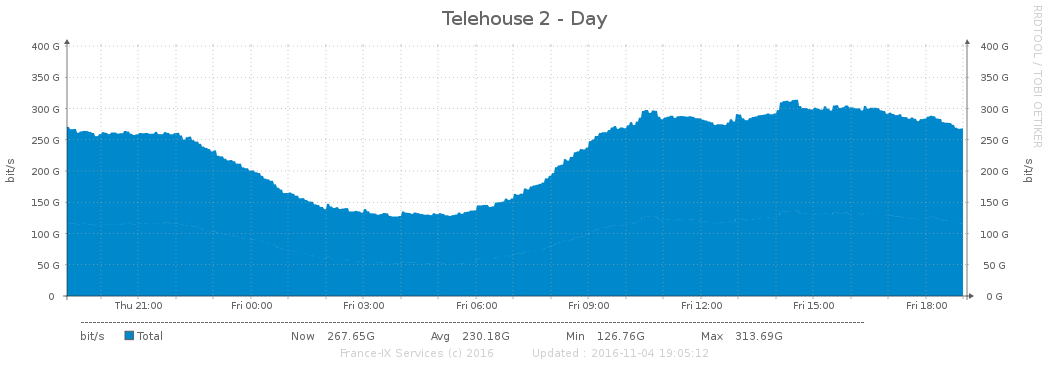 Telehouse 2 - Day
RRDTOOL / TOBI OETIKER
400 G 400 G
350 G 350 G
300 G 300 G
250 G 250 G
200 G 200 G
150 G 150 G
100 G 100 G
50 G 50 G
0 0 G
bit/s bit/s
Thu 21:00 Fri 00:00 Fri 03:00 Fri 06:00 Fri 09:00 Fri 12:00 Fri 15:00 Fri 18:00
bit/s Total Now 267.65G Avg 230.18G Min 126.76G Max 313.69G
France-IX Services (c) 2016 Updated : 2016-11-04 19:05:12